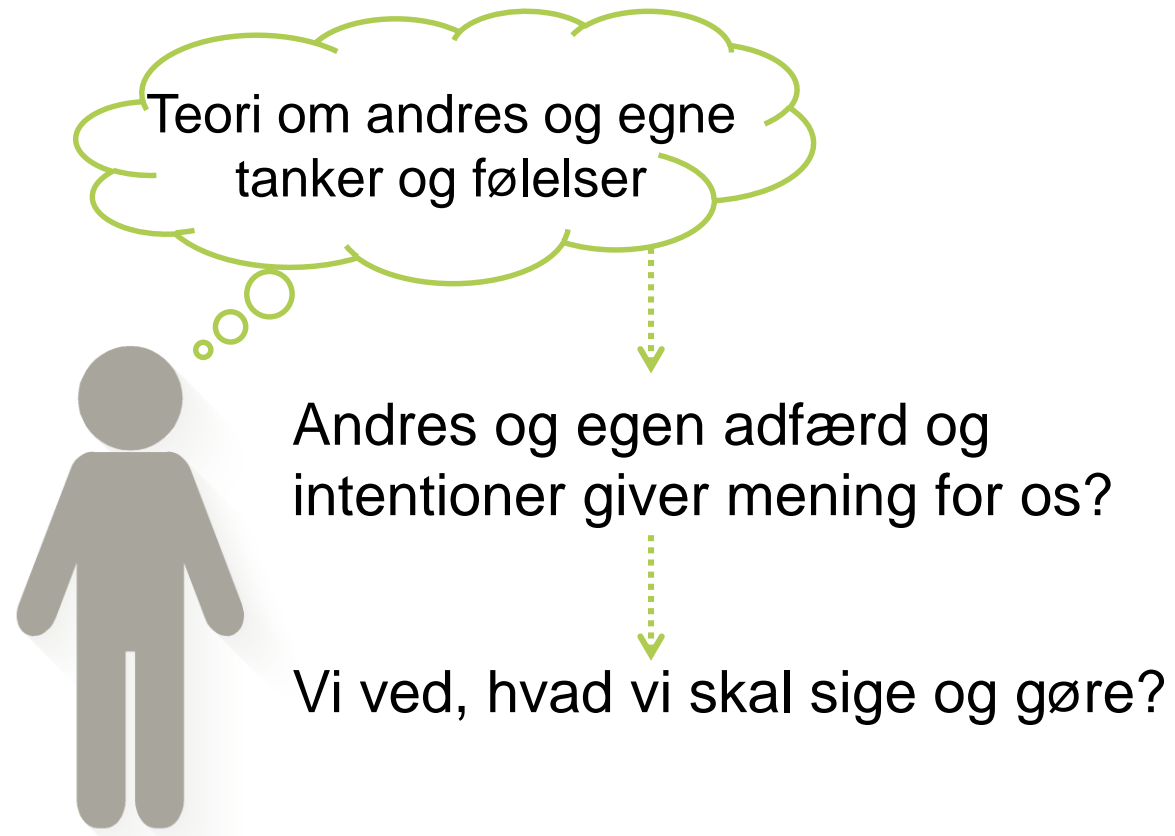 Teori om andres og egne
tanker og følelser
Andres og egen adfærd og
intentioner giver mening for os?
Vi ved, hvad vi skal sige og gøre?